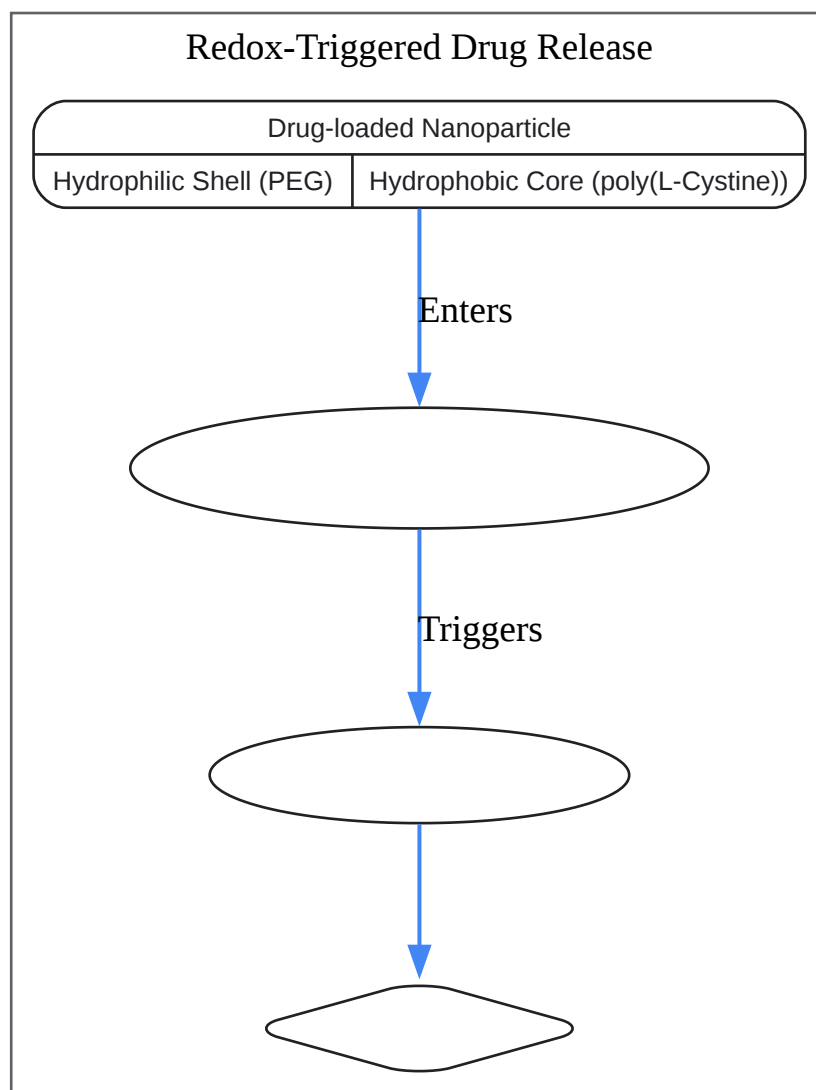 Redox-Triggered Drug Release
Drug-loaded Nanoparticle
Hydrophilic Shell (PEG)
Hydrophobic Core (poly(L-Cystine))
Enters
Triggers